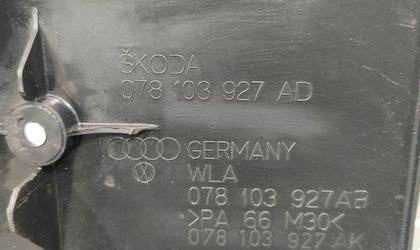 ŠKODA
078 103 927 AD
GERMANY
WLA
078 103 927AB
>PA 66 M30<
078 103 927 AK